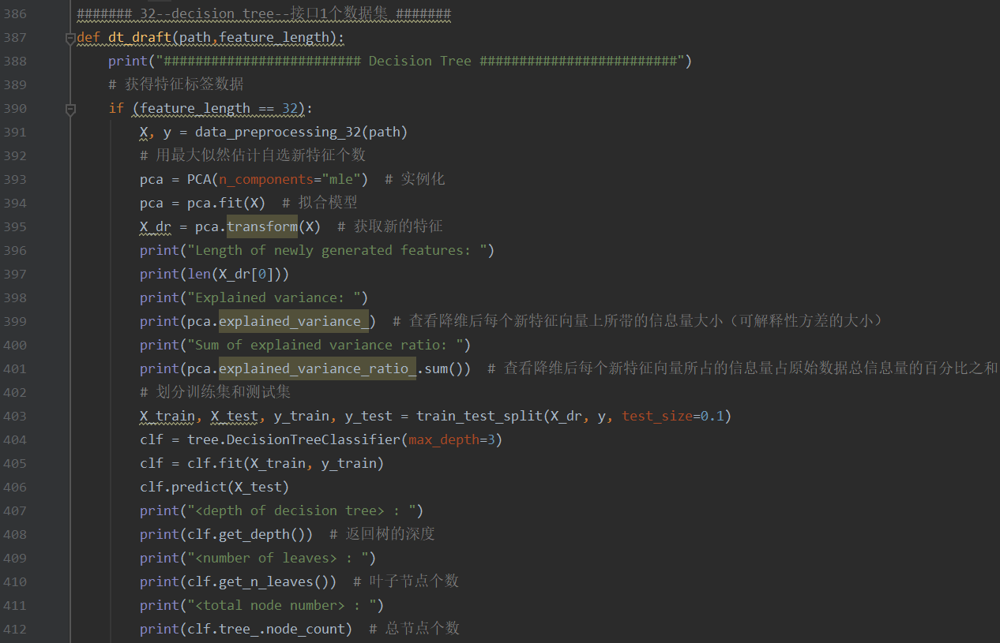 386 ####### 32--decision tree--接口1个数据集 #######
387 def dt_draft(path,feature_length):
388     print("######################### Decision Tree #########################")
389     # 获得特征标签数据
390     if (feature_length == 32):
391         X, y = data_preprocessing_32(path)
392         # 用最大似然估计自选新特征个数
393         pca = PCA(n_components="mle")  # 实例化
394         pca = pca.fit(X)  # 拟合模型
395         X_dr = pca.transform(X)  # 获取新的特征
396         print("Length of newly generated features: ")
397         print(len(X_dr[0]))
398         print("Explained variance: ")
399         print(pca.explained_variance_)  # 查看降维后每个新特征向量上所带的信息量大小（可解释性方差的大小）
400         print("Sum of explained variance ratio: ")
401         print(pca.explained_variance_ratio_.sum())  # 查看降维后每个新特征向量所占的信息量占原始数据总信息量的百分比之和
402         # 划分训练集和测试集
403         X_train, X_test, y_train, y_test = train_test_split(X_dr, y, test_size=0.1)
404         clf = tree.DecisionTreeClassifier(max_depth=3)
405         clf = clf.fit(X_train, y_train)
406         clf.predict(X_test)
407         print("<depth of decision tree> : ")
408         print(clf.get_depth())  # 返回树的深度
409         print("<number of leaves> : ")
410         print(clf.get_n_leaves())  # 叶子节点个数
411         print("<total node number> : ")
412         print(clf.tree_.node_count)  # 总节点个数